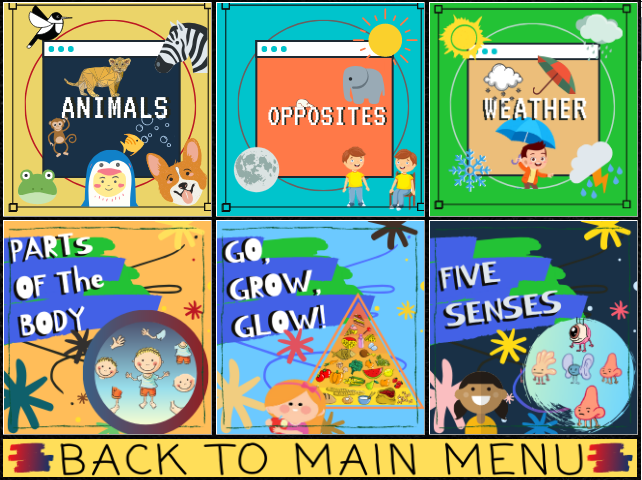 ANIMALS
OPPOSITES
WEATHER
PARTS
OF The
BODY
GO,
GROW,
GLOW!
FIVE
SENSES
BACK TO MAIN MENU